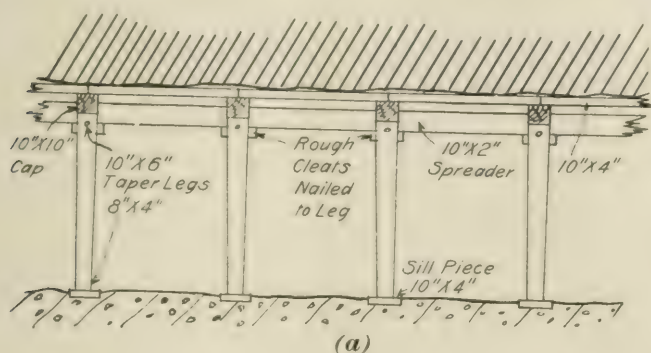 10"X10"
Cap
10"X6"
Taper Legs
8"X4"
Rough
Cleats
Nailed
to Leg
10"X2"
Spreader
10"X4"
Sill Piece
10"X4"
(a)